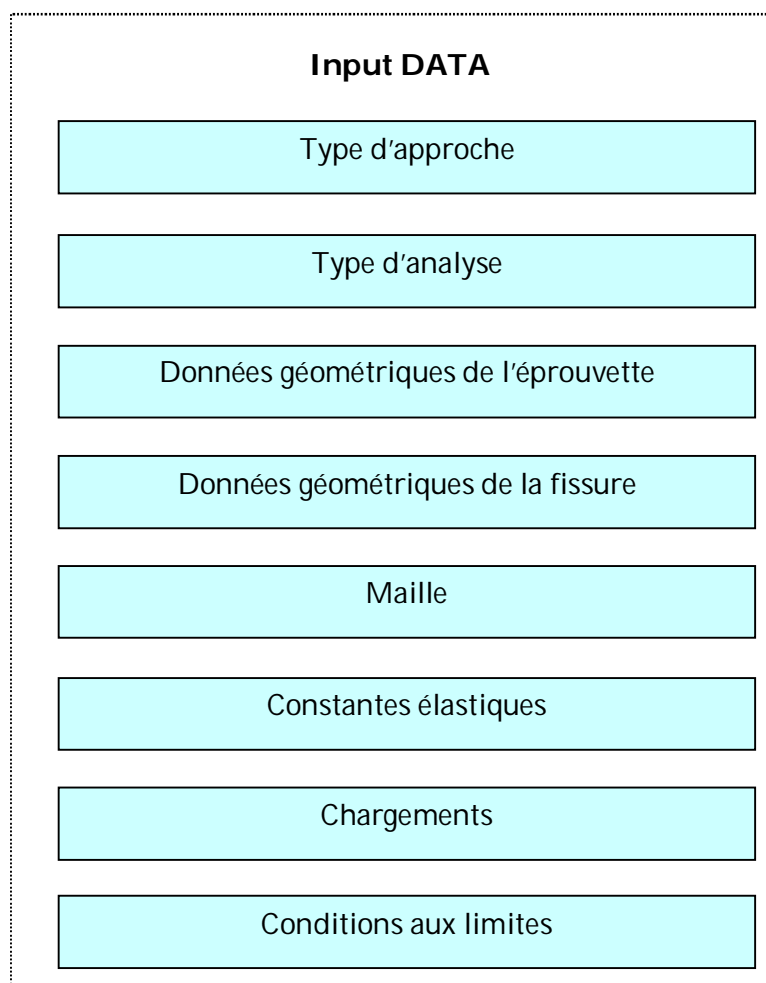 Input DATA
Type d'approche
Type d'analyse
Données géométriques de l'éprouvette
Données géométriques de la fissure
Maille
Constantes élastiques
Chargements
Conditions aux limites